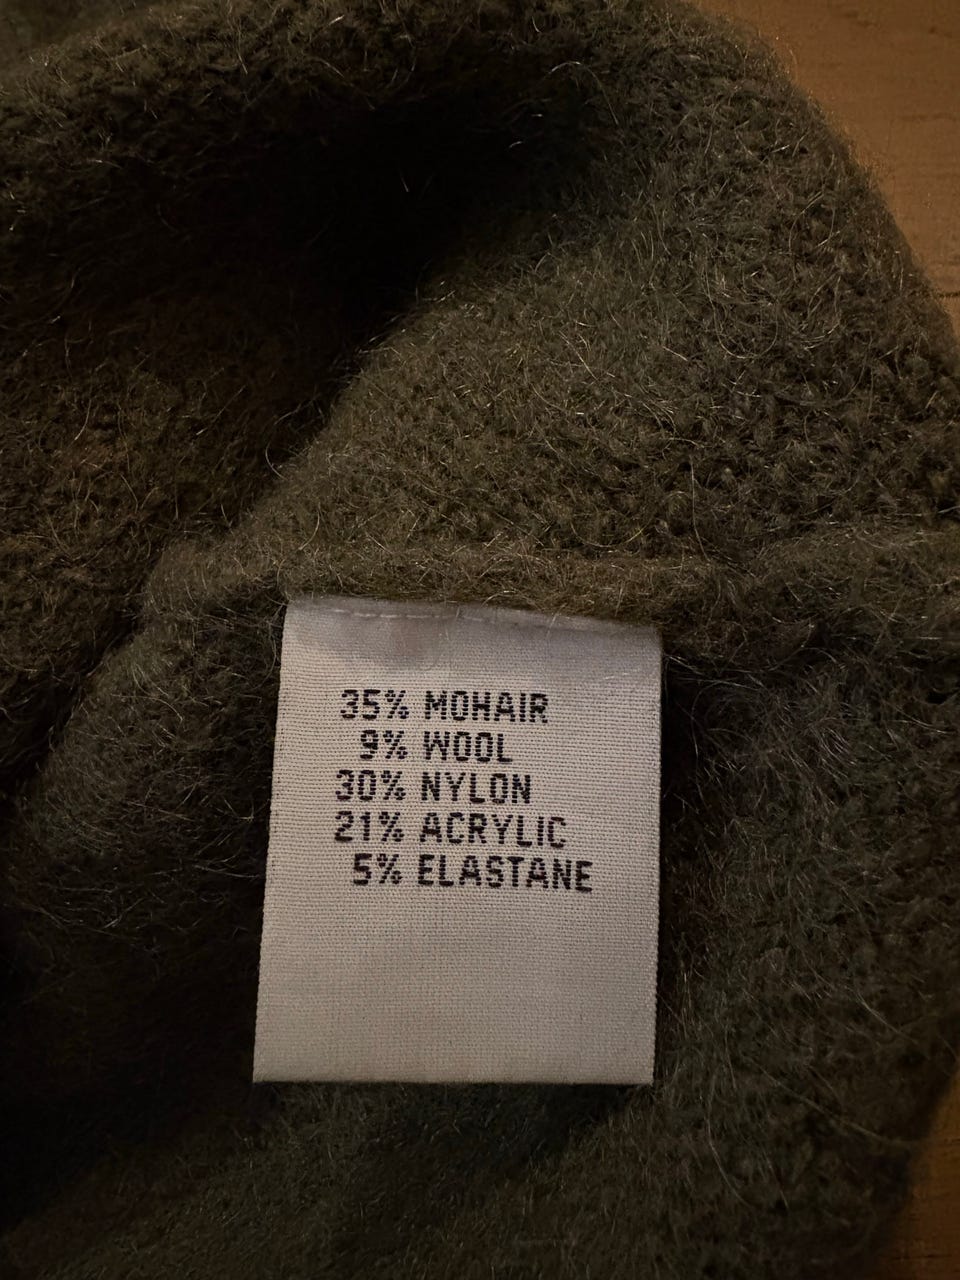 35% MOHAIR
9% WOOL
30% NYLON
21% ACRYLIC
5% ELASTANE